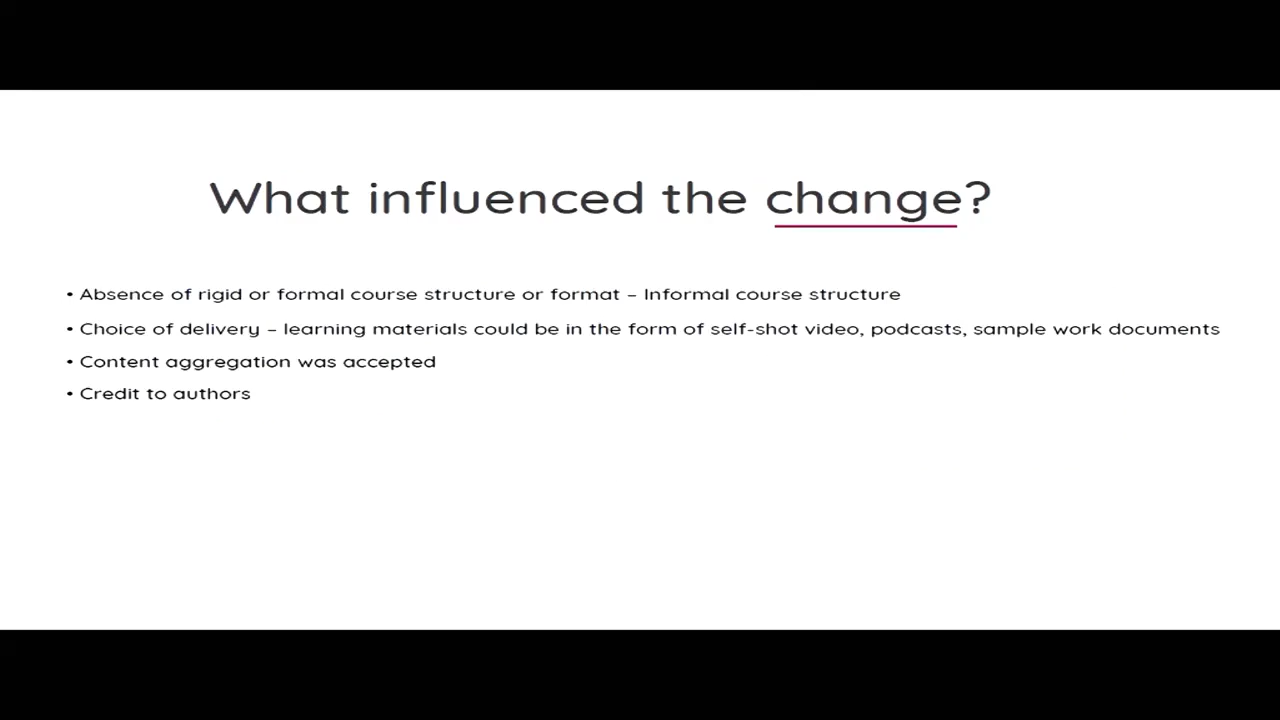 What influenced the change?
• Absence of rigid or formal course structure or format – Informal course structure
• Choice of delivery – learning materials could be in the form of self-shot video, podcasts, sample work documents
• Content aggregation was accepted
• Credit to authors